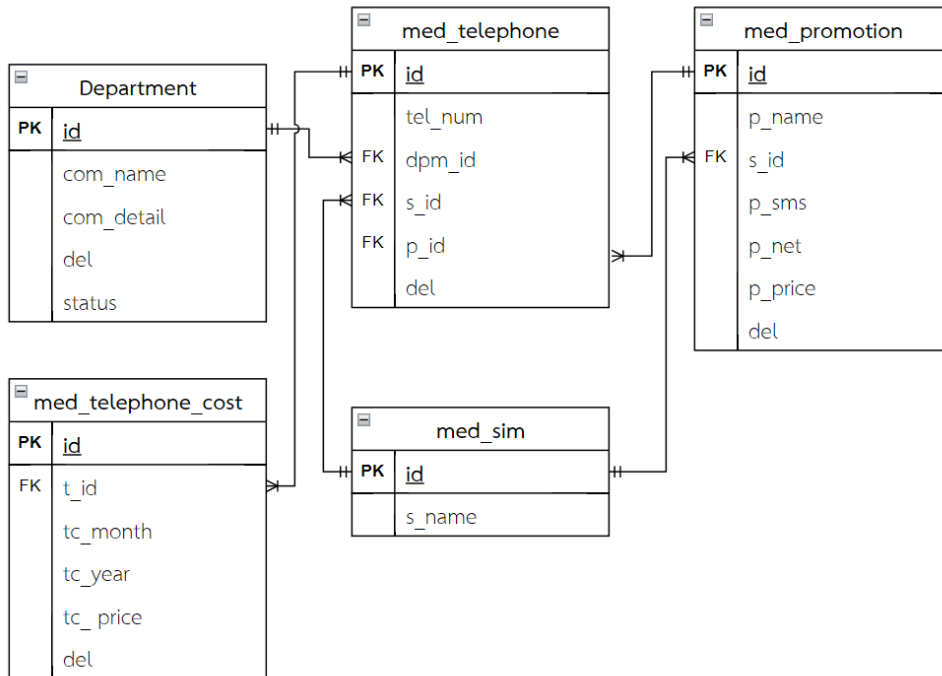 Department
PK id
com_name
com_detail
del
status
med_telephone
PK id
tel_num
FK dpm_id
FK s_id
FK p_id
del
med_promotion
PK id
p_name
FK s_id
p_sms
p_net
p_price
del
med_telephone_cost
PK id
FK t_id
tc_month
tc_year
tc_ price
del
med_sim
PK id
s_name